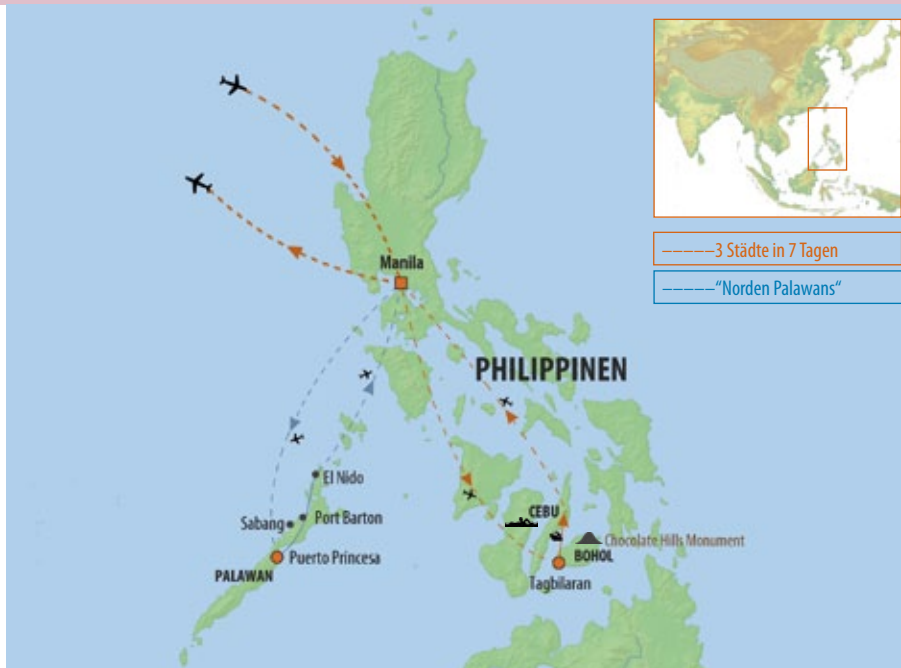 -----3 Städte in 7 Tagen
-----“Norden Palawans“
Manila
PHILIPPINEN
El Nido
Port Barton
Sabang
Puerto Princesa
PALAWAN
CEBU
Chocolate Hills Monument
BOHOL
Tagbilaran